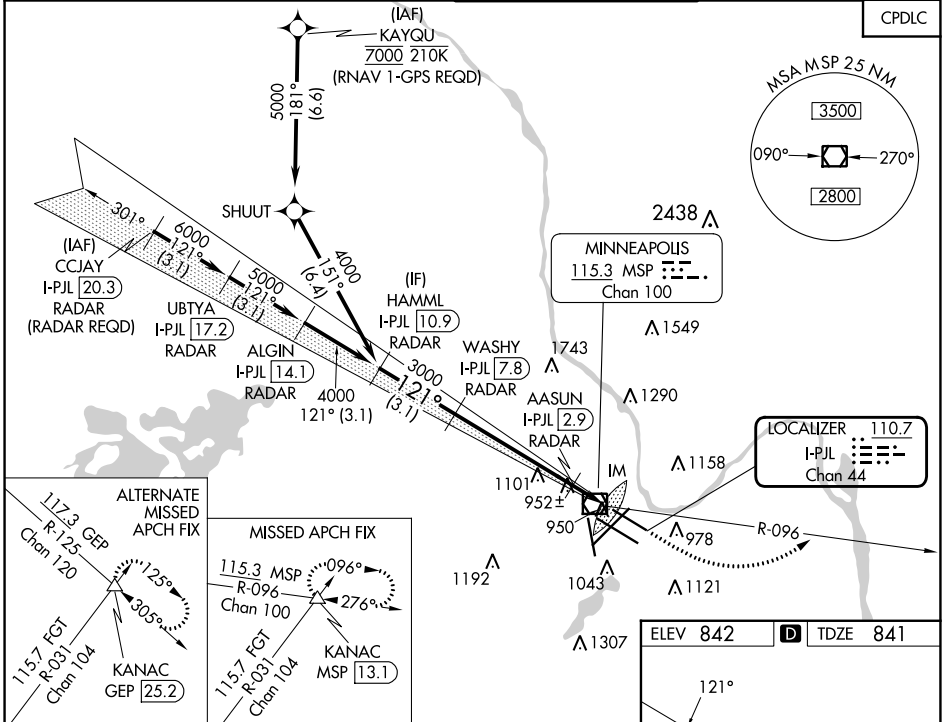 CPDLC
(IAF)
KAYQU
7000 210K
(RNAV 1-GPS REQD)
5000
181°
(6.6)
MSA MSP 25 NM
3500
090°
270°
2800
SHUUT
4000
151°
(6.4)
301°
6000
121°
(3.1)
5000
121°
(3.1)
(IAF)
CCJAY
I-PJL 20.3
RADAR
(RADAR REQD)
UBTYA
I-PJL 17.2
RADAR
ALGIN
I-PJL 14.1
RADAR
4000
121° (3.1)
(IF)
HAMML
I-PJL 10.9
RADAR
3000
121°
(3.1)
WASHY
I-PJL 7.8
RADAR
AASUN
I-PJL 2.9
RADAR
2438
MINNEAPOLIS
115.3 MSP
Chan 100
1549
1743
1290
LOCALIZER 110.7
I-PJL
Chan 44
1158
IM
1101
952±
950
978
R-096
1192
1043
1121
1307
ALTERNATE
MISSED
APCH FIX
117.3 GEP
R-125
Chan 120
125°
305°
115.7 FGT
R-031
Chan 104
KANAC
GEP 25.2
MISSED APCH FIX
115.3 MSP
R-096
Chan 100
096°
276°
115.7 FGT
R-031
Chan 104
KANAC
MSP 13.1
ELEV 842 D TDZE 841
121°